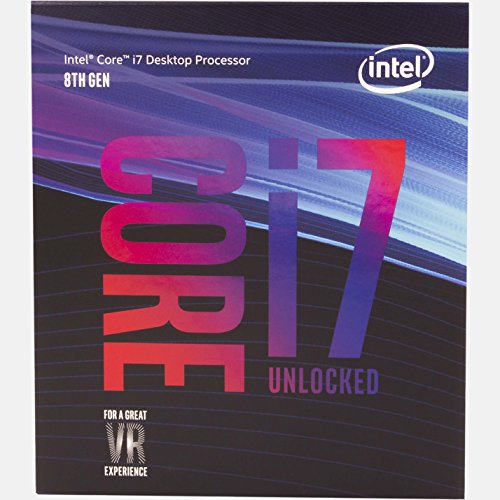 Intel® Core™ i7 Desktop Processor
8TH GEN
intel®
CORE
i7
UNLOCKED
FOR A GREAT
VR
EXPERIENCE